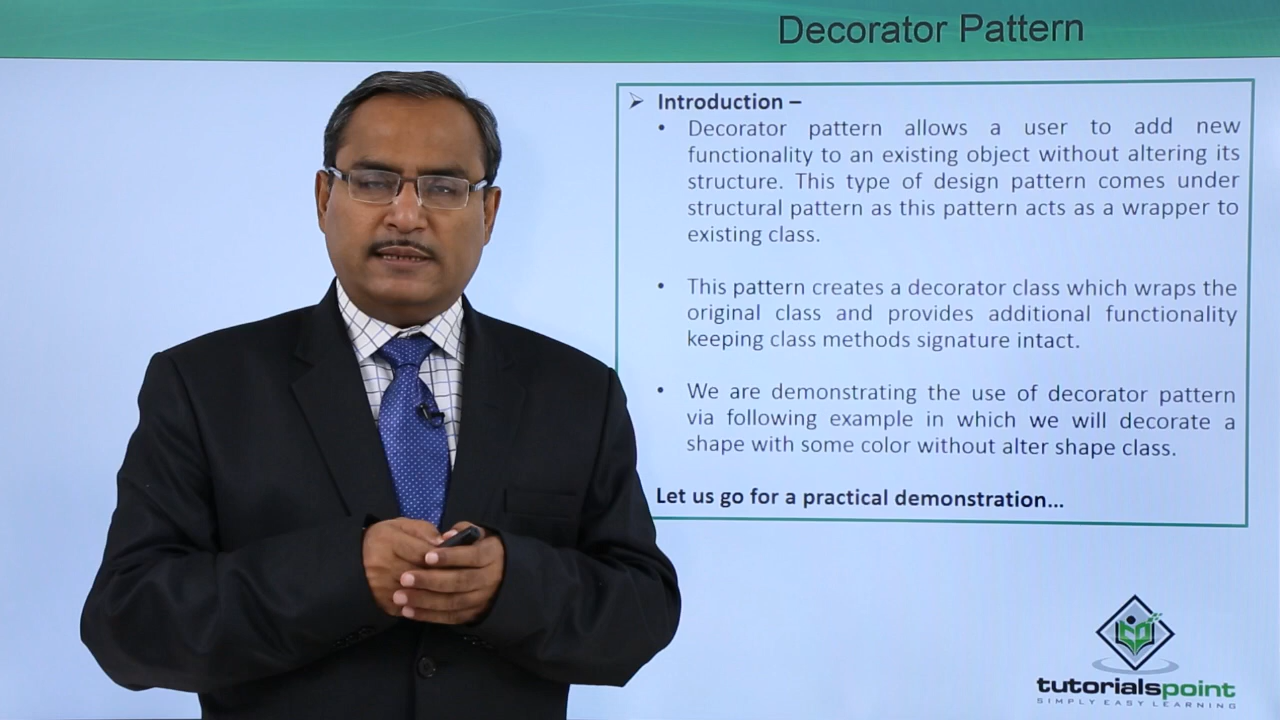 Decorator Pattern
➢ Introduction –
• Decorator pattern allows a user to add new
functionality to an existing object without altering its
structure. This type of design pattern comes under
structural pattern as this pattern acts as a wrapper to
existing class.
• This pattern creates a decorator class which wraps the
original class and provides additional functionality
keeping class methods signature intact.
• We are demonstrating the use of decorator pattern
via following example in which we will decorate a
shape with some color without alter shape class.
Let us go for a practical demonstration...
tutorialspoint
SIMPLY EASY LEARNING